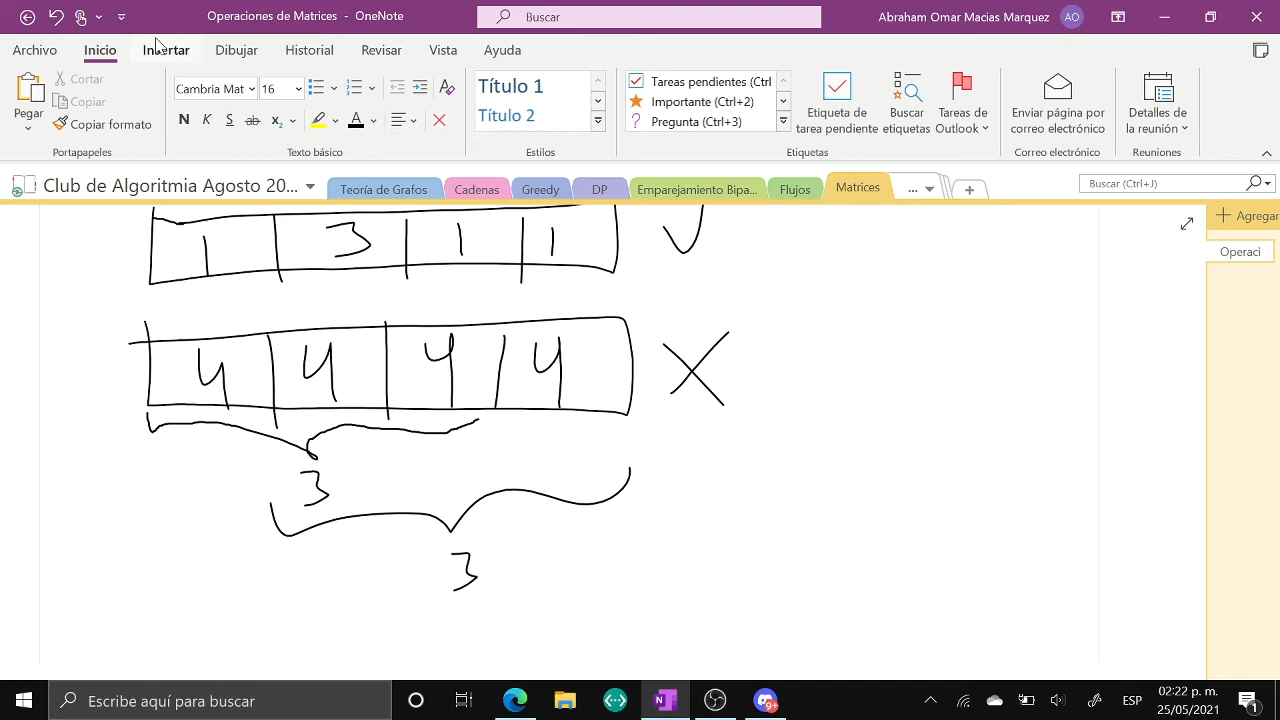 Operaciones de Matrices - OneNote
Buscar
Abraham Omar Macias Marquez
AO
Archivo
Inicio
Insertar
Dibujar
Historial
Revisar
Vista
Ayuda
Pegar
Cortar
Copiar
Copiar formato
Portapapeles
Cambria Mat
16
N K S ab x₂ A
Texto básico
Título 1
Título 2
Estilos
Tareas pendientes (Ctrl
Importante (Ctrl+2)
Pregunta (Ctrl+3)
Etiqueta de
tarea pendiente
Buscar
etiquetas
Tareas de
Outlook
Etiquetas
Enviar página por
correo electrónico
Correo electrónico
Detalles de
la reunión
Reuniones
Club de Algoritmia Agosto 20...
Teoría de Grafos
Cadenas
Greedy
DP
Emparejamiento Bipa...
Flujos
Matrices
...
Buscar (Ctrl+J)
Agregar
Operaci
1 3 1 1
4 4 4 4
3
3
Escribe aquí para buscar
9+
ESP
02:22 p. m.
25/05/2021
1